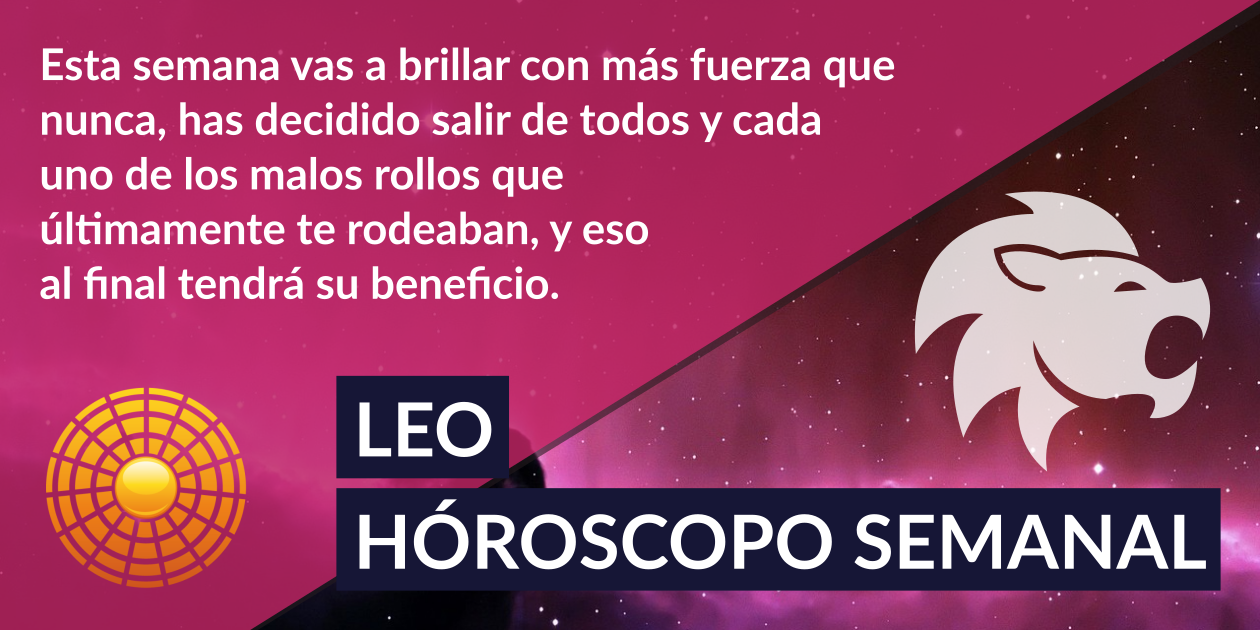 Esta semana vas a brillar con más fuerza que
nunca, has decidido salir de todos y cada
uno de los malos rollos que
últimamente te rodeaban, y eso
al final tendrá su beneficio.
LEO
HÓROSCOPO SEMANAL